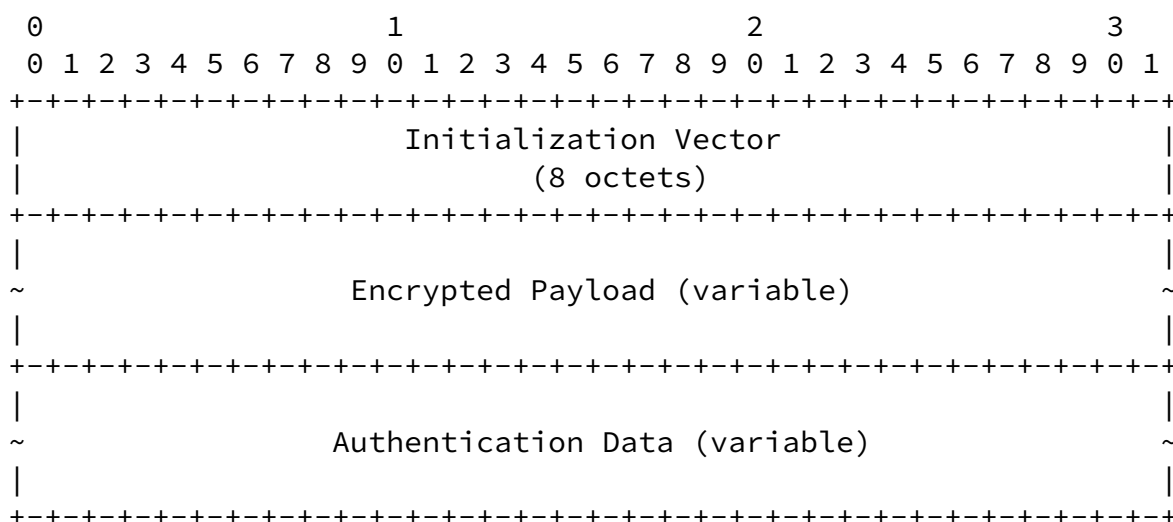 0                   1                   2                   3
 0 1 2 3 4 5 6 7 8 9 0 1 2 3 4 5 6 7 8 9 0 1 2 3 4 5 6 7 8 9 0 1
+-+-+-+-+-+-+-+-+-+-+-+-+-+-+-+-+-+-+-+-+-+-+-+-+-+-+-+-+-+-+-+-+
|                     Initialization Vector                     |
|                            (8 octets)                         |
+-+-+-+-+-+-+-+-+-+-+-+-+-+-+-+-+-+-+-+-+-+-+-+-+-+-+-+-+-+-+-+-+
|                                                               |
~                  Encrypted Payload (variable)                 ~
|                                                               |
+-+-+-+-+-+-+-+-+-+-+-+-+-+-+-+-+-+-+-+-+-+-+-+-+-+-+-+-+-+-+-+-+
|                                                               |
~                 Authentication Data (variable)                ~
|                                                               |
+-+-+-+-+-+-+-+-+-+-+-+-+-+-+-+-+-+-+-+-+-+-+-+-+-+-+-+-+-+-+-+-+